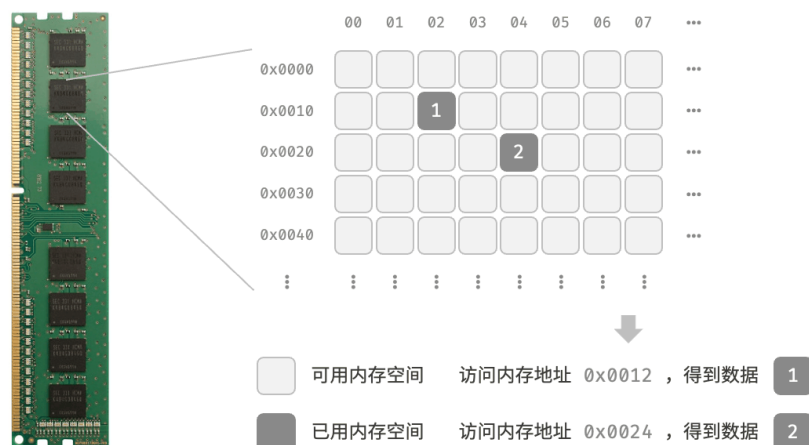 00 01 02 03 04 05 06 07 •••
0x0000 •••
0x0010 1 •••
0x0020 2 •••
0x0030 •••
0x0040 •••
可用内存空间 访问内存地址 0x0012 ，得到数据 1
已用内存空间 访问内存地址 0x0024 ，得到数据 2